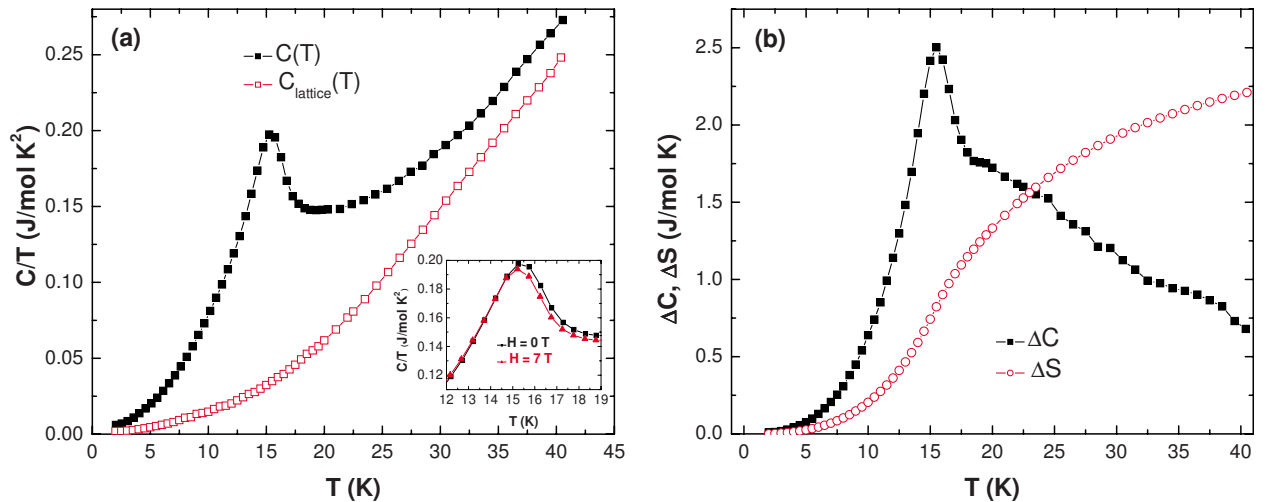 (a)
C(T)
C_lattice(T)
C/T (J/mol K²)
0.25
0.20
0.15
0.10
0.05
0.00
0 5 10 15 20 25 30 35 40 45
T (K)
C/T (J/mol K²)
0.20
0.18
0.16
0.14
0.12
H = 0 T
H = 7 T
12 13 14 15 16 17 18 19
T (K)
(b)
ΔC, ΔS (J/mol K)
2.5
2.0
1.5
1.0
0.5
0.0
ΔC
ΔS
0 5 10 15 20 25 30 35 40
T (K)